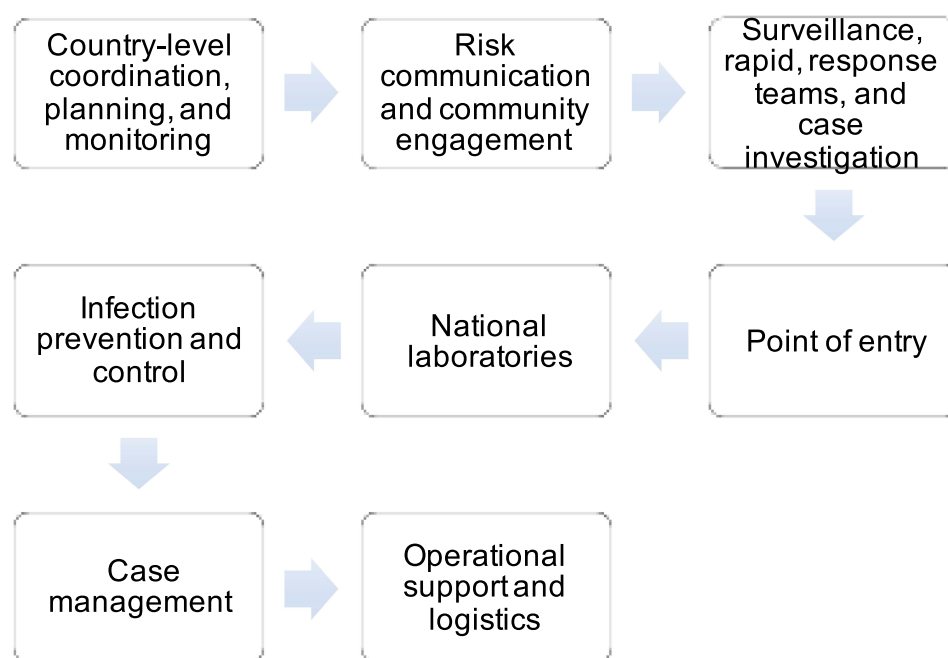 Country-level
coordination,
planning, and
monitoring
Risk
communication
and community
engagement
Surveillance,
rapid, response
teams, and
case
investigation
Point of entry
National
laboratories
Infection
prevention and
control
Case
management
Operational
support and
logistics